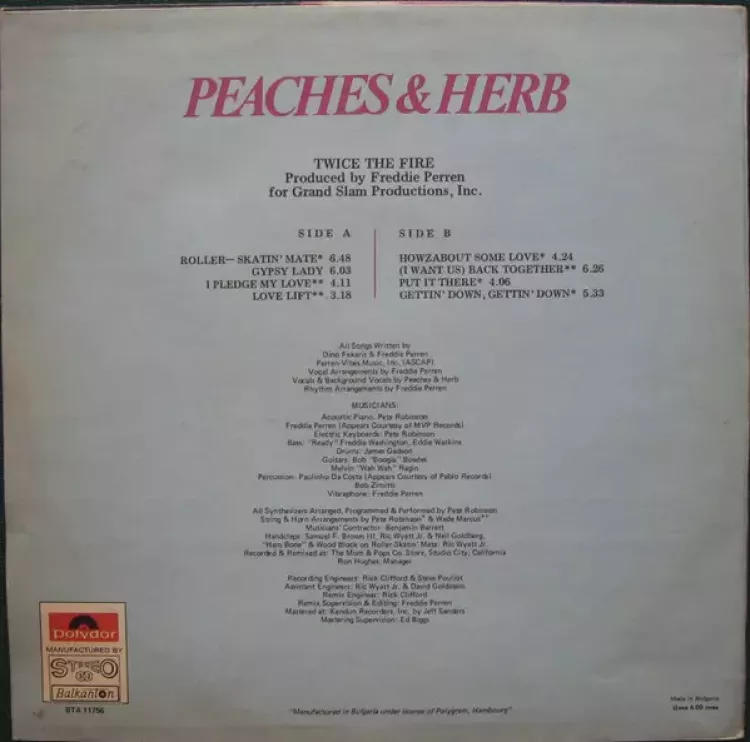 PEACHES & HERB
TWICE THE FIRE
Produced by Freddie Perren
for Grand Slam Productions, Inc.
SIDE A
ROLLER-SKATIN' MATE* 6.48
GYPSY LADY 6.03
I PLEDGE MY LOVE** 4.11
LOVE LIFT** 3.18
SIDE B
HOWZABOUT SOME LOVE* 4.24
(I WANT US) BACK TOGETHER** 6.26
PUT IT THERE* 4.06
GETTIN' DOWN, GETTIN' DOWN* 5.33
All Songs Written by
Dino Fekaris & Freddie Perren
Perren-Vibes Music, Inc. (ASCAP)
Vocal Arrangements by Freddie Perren
Vocals & Background Vocals by Peaches & Herb
Rhythm Arrangements by Freddie Perren
MUSICIANS:
Acoustic Piano: Pete Robinson
Freddie Perren (Appears Courtesy of MVP Records)
Electric Keyboards: Pete Robinson
Bass: "Ready" Freddie Washington, Eddie Watkins
Drums: James Gadson
Guitars: Bob "Boogie" Bowles
Melvin "Wah Wah" Ragin
Percussion: Paulinho Da Costa (Appears Courtesy of Pablo Records)
Bob Zimitti
Vibraphone: Freddie Perren
All Synthesizers Arranged, Programmed & Performed by Pete Robinson
String & Horn Arrangements by Pete Robinson* & Wade Marcus**
Musicians' Contractor: Benjamin Barrett
Handclaps: Samuel F. Brown III, Ric Wyatt Jr. & Neil Goldberg,
"Ham Bone" & Wood Block on Roller-Skatin' Mate: Ric Wyatt Jr.
Recorded & Remixed at: The Mom & Pops Co. Store, Studio City, California
Ron Hughet, Manager
Recording Engineers: Rick Clifford & Steve Pouliot
Assistant Engineers: Ric Wyatt Jr. & David
Remix Engineer: Rick Clifford
Remix Supervision & Editing: Freddie Perren
Mastered at: Kendun Recorders, Inc. by Jeff Sanders
Mastering Supervision: Ed Biggs
polydor
MANUFACTURED BY
STEREO
33
Balkanton
BTA 11756
"Manufactured in Bulgaria under license of Polygram, Hambourg"
Made in Bulgaria